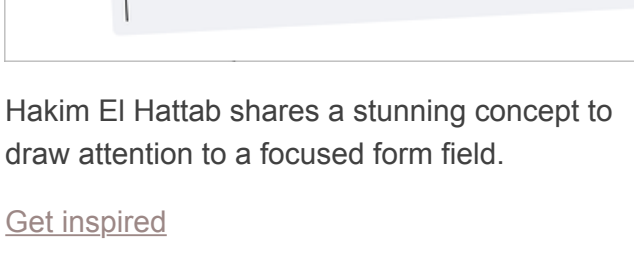 Hakim El Hattab shares a stunning concept to
draw attention to a focused form field.
Get inspired